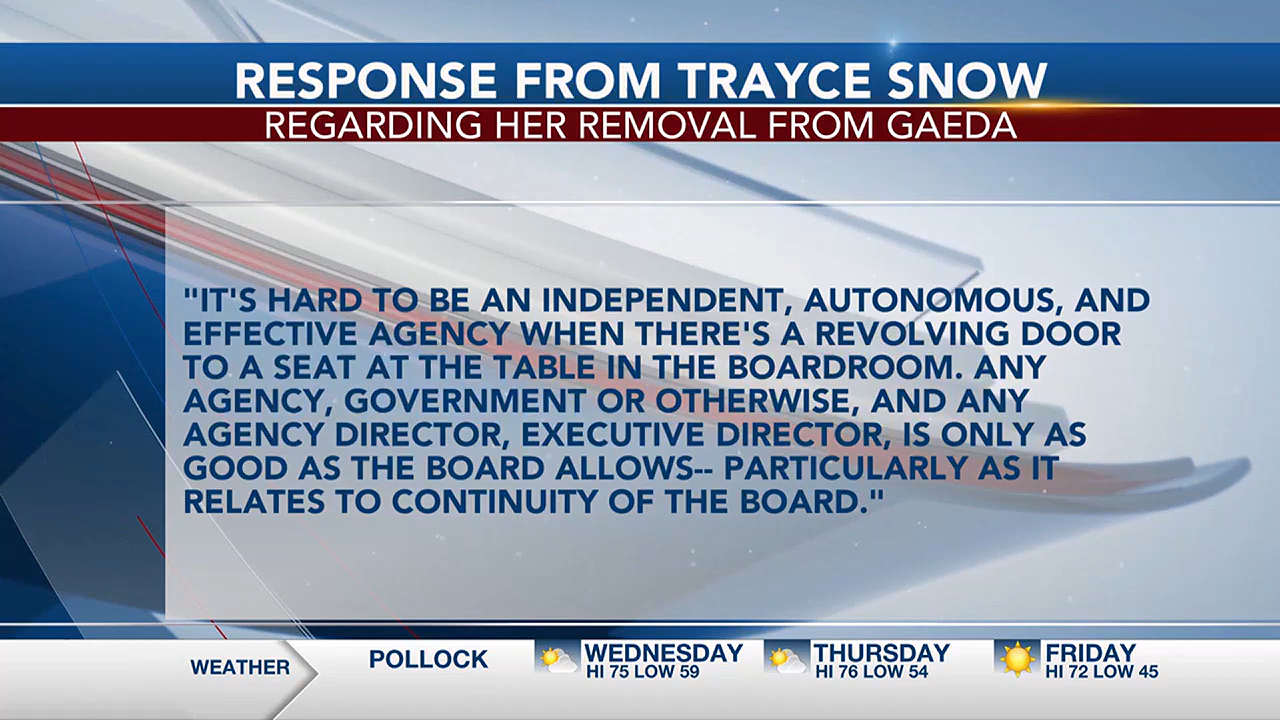 RESPONSE FROM TRAYCE SNOW
REGARDING HER REMOVAL FROM GAEDA
"IT'S HARD TO BE AN INDEPENDENT, AUTONOMOUS, AND
EFFECTIVE AGENCY WHEN THERE'S A REVOLVING DOOR
TO A SEAT AT THE TABLE IN THE BOARDROOM. ANY
AGENCY, GOVERNMENT OR OTHERWISE, AND ANY
AGENCY DIRECTOR, EXECUTIVE DIRECTOR, IS ONLY AS
GOOD AS THE BOARD ALLOWS-- PARTICULARLY AS IT
RELATES TO CONTINUITY OF THE BOARD."
WEATHER
POLLOCK
WEDNESDAY
HI 75 LOW 59
THURSDAY
HI 76 LOW 54
FRIDAY
HI 72 LOW 45